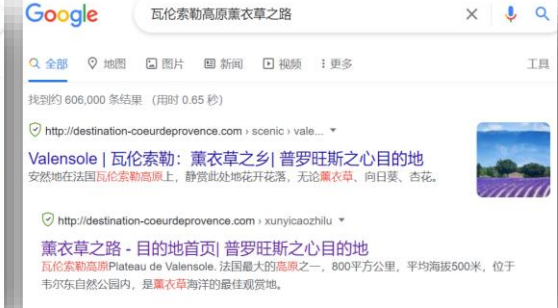 Google
瓦伦索勒高原薰衣草之路
全部 地图 图片 新闻 视频 更多 工具
找到约 606,000 条结果 （用时 0.65 秒）
http://destination-coeurdeprovence.com › scenic › vale...
Valensole | 瓦伦索勒：薰衣草之乡| 普罗旺斯之心目的地
安然地在法国瓦伦索勒高原上，静赏此处地花开花落，无论薰衣草、向日葵、杏花。
http://destination-coeurdeprovence.com › xunyicaozhilu
薰衣草之路 - 目的地首页| 普罗旺斯之心目的地
瓦伦索勒高原Plateau de Valensole. 法国最大的高原之一，800平方公里，平均海拔500米，位于
韦尔东自然公园内，是薰衣草海洋的最佳观赏地。